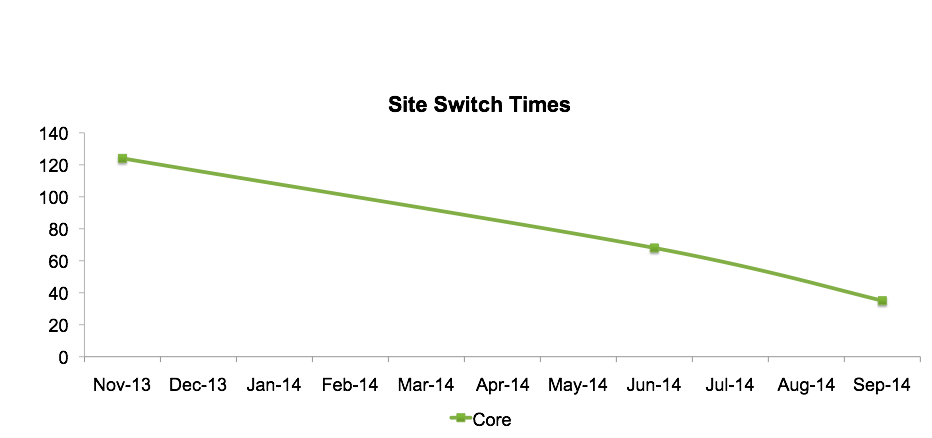 Site Switch Times
140
120
100
80
60
40
20
0
Nov-13 Dec-13 Jan-14 Feb-14 Mar-14 Apr-14 May-14 Jun-14 Jul-14 Aug-14 Sep-14
Core